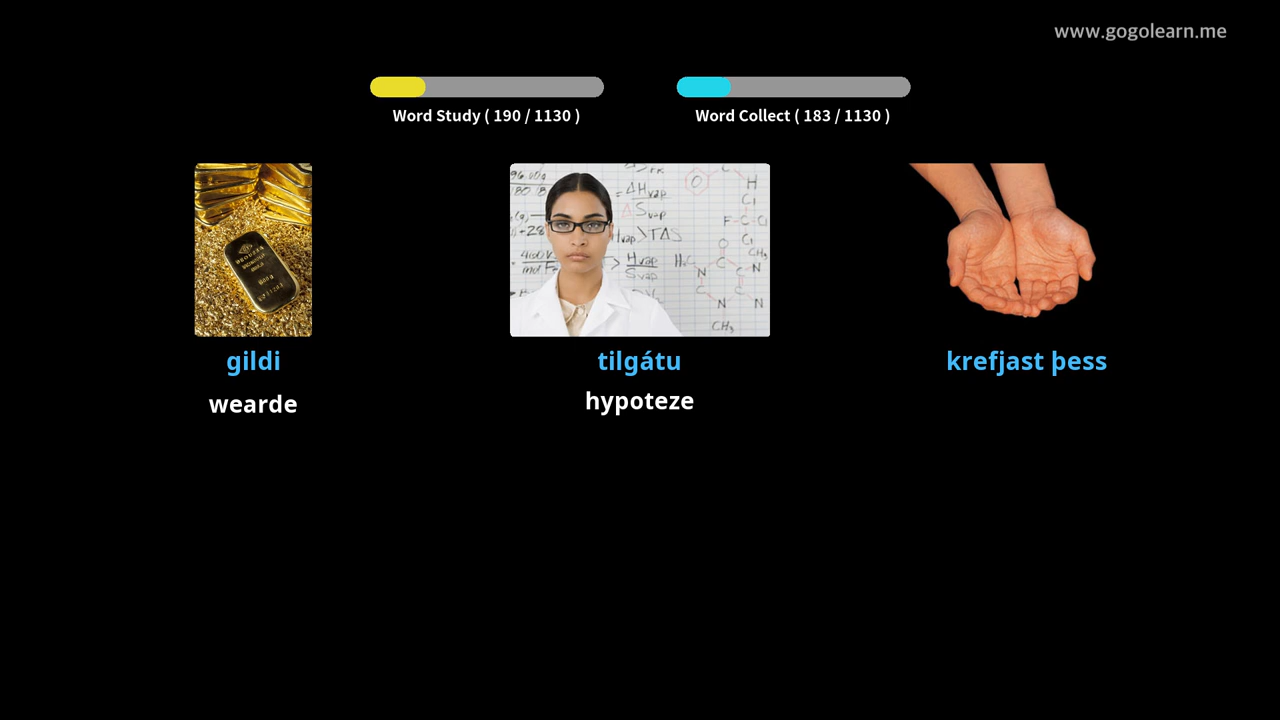 www.gogolearn.me
Word Study ( 190 / 1130 )
Word Collect ( 183 / 1130 )
gildi
tilgátu
krefjast þess
wearde
hypoteze